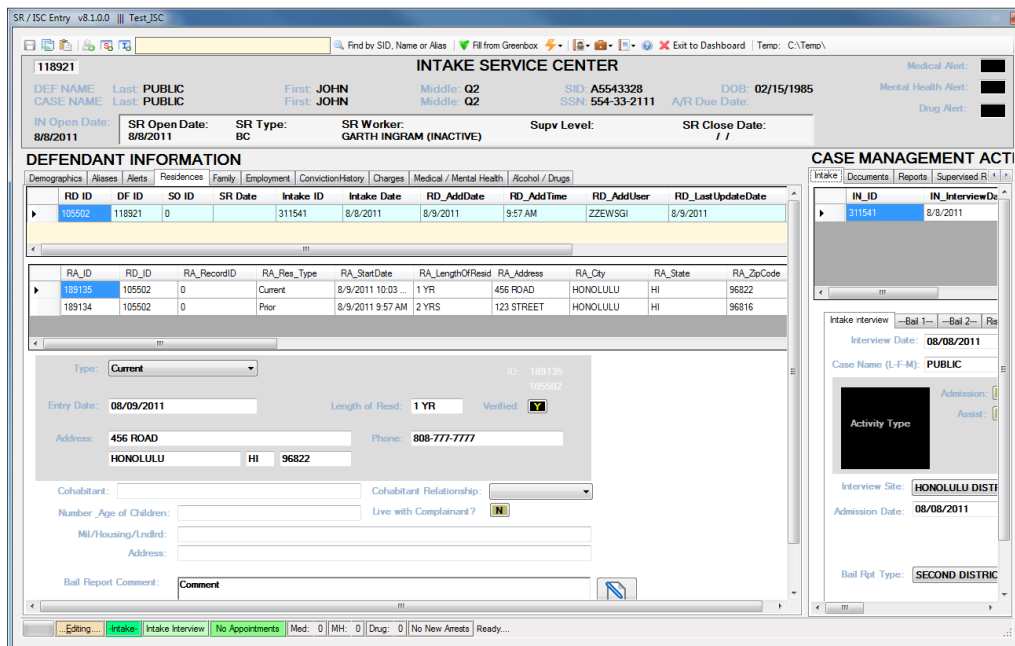 SR / ISC Entry v8.1.0.0 ||| Test_ISC
Find by SID, Name or Alias Fill from Greenbox Exit to Dashboard Temp: C:\Temp\
118921 INTAKE SERVICE CENTER Medical Alert:
DEF NAME Last: PUBLIC First: JOHN Middle: Q2 SID: A5543328 DOB: 02/15/1985 Mental Health Alert:
CASE NAME Last: PUBLIC First: JOHN Middle: Q2 SSN: 554-33-2111 A/R Due Date: Drug Alert:
IN Open Date: SR Open Date: SR Type: SR Worker: Supv Level: SR Close Date:
8/8/2011 8/8/2011 BC GARTH INGRAM (INACTIVE) / /
DEFENDANT INFORMATION CASE MANAGEMENT ACTI
Demographics Aliases Alerts Residences Family Employment ConvictionHistory Charges Medical / Mental Health Alcohol / Drugs Intake Documents Reports Supervised R
RD ID DF ID SO ID SR Date Intake ID Intake Date RD_AddDate RD_AddTime RD_AddUser RD_LastUpdateDate IN_ID IN_InterviewDa
105502 118921 0 311541 8/8/2011 8/9/2011 9:57 AM ZZEWSGI 8/9/2011 311541 8/8/2011
RA_ID RD_ID RA_RecordID RA_Res_Type RA_StartDate RA_LengthOfResid RA_Address RA_City RA_State RA_ZipCode
189135 105502 0 Current 8/9/2011 10:03 ... 1 YR 456 ROAD HONOLULU HI 96822
189134 105502 0 Prior 8/9/2011 9:57 AM 2 YRS 123 STREET HONOLULU HI 96816
Intake Interview ---Bail 1--- ---Bail 2--- Ris
Interview Date: 08/08/2011
Case Name (L-F-M): PUBLIC
Type: Current ID: 189135
105502
Entry Date: 08/09/2011 Length of Resd: 1 YR Verified: Y
Admission:
Assist:
Activity Type
Address: 456 ROAD Phone: 808-777-7777
HONOLULU HI 96822
Cohabitant: Cohabitant Relationship:
Interview Site: HONOLULU DISTR
Number _Age of Children: Live with Complainant? N
Admission Date: 08/08/2011
Mil/Housing/Lndlrd:
Address:
Bail Report Comment: Comment
Bail Rpt Type: SECOND DISTRIC
...Editing.... -Intake- Intake Interview No Appointments Med: 0 MH: 0 Drug: 0 No New Arrests Ready....